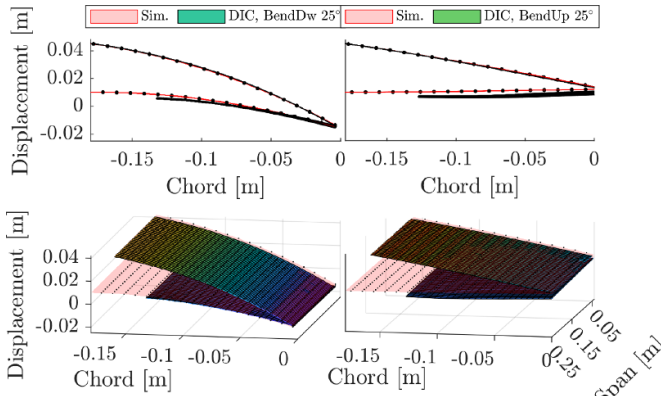 Sim. DIC, BendDw 25° Sim. DIC, BendUp 25°
Displacement [m]
0.04
0.02
0
-0.02
-0.15 -0.1 -0.05 0
-0.15 -0.1 -0.05 0
Chord [m] Chord [m]
Displacement [m]
0.04
0.02
0
-0.02
-0.15 -0.1 -0.05 0
-0.15 -0.1 -0.05 0
0.05
0.15
0.25
Chord [m] Chord [m]
Span [m]